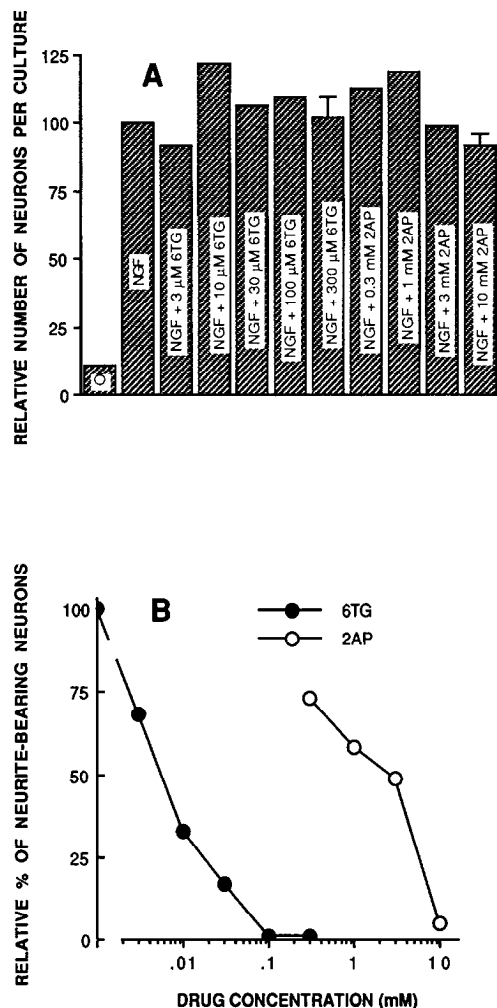 A
RELATIVE NUMBER OF NEURONS PER CULTURE
125
100
75
50
25
0
O
NGF
NGF + 3 μM 6TG
NGF + 10 μM 6TG
NGF + 30 μM 6TG
NGF + 100 μM 6TG
NGF + 300 μM 6TG
NGF + 0.3 mM 2AP
NGF + 1 mM 2AP
NGF + 3 mM 2AP
NGF + 10 mM 2AP
B
RELATIVE % OF NEURITE-BEARING NEURONS
100
75
50
25
0
6TG
2AP
.01
.1
1
10
DRUG CONCENTRATION (mM)